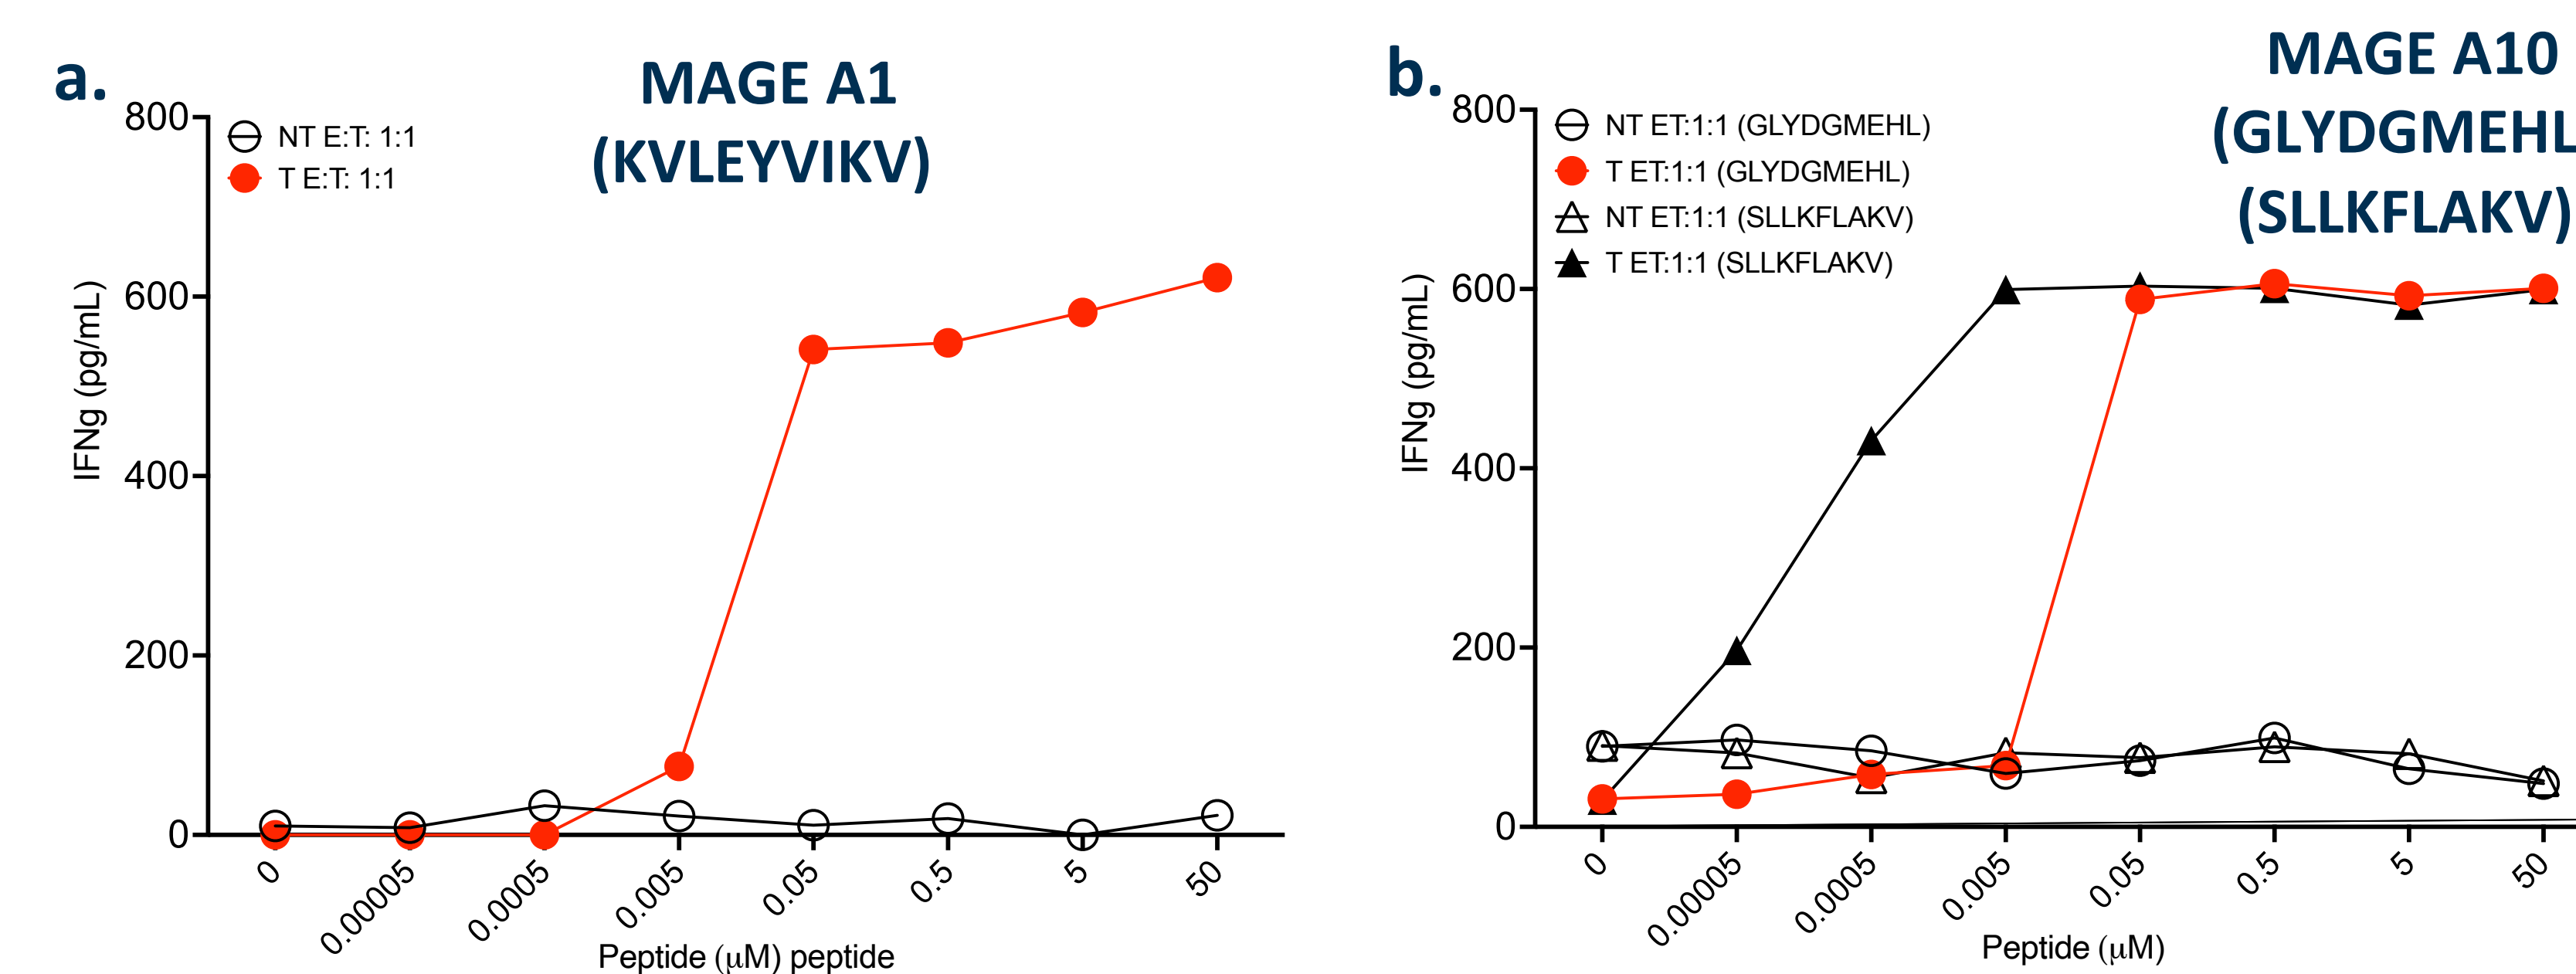 a.
MAGE A1
(KVLEYVIKV)
NT E:T: 1:1
T E:T: 1:1
800
600
400
200
0
IFNg (pg/mL)
0
0.00005
0.0005
0.005
0.05
0.5
5
50
Peptide (μM) peptide
b.
MAGE A10
(GLYDGMEHL
(SLLKFLAKV)
NT ET:1:1 (GLYDGMEHL)
T ET:1:1 (GLYDGMEHL)
NT ET:1:1 (SLLKFLAKV)
T ET:1:1 (SLLKFLAKV)
800
600
400
200
0
IFNg (pg/mL)
0
0.00005
0.0005
0.005
0.05
0.5
5
50
Peptide (μM)